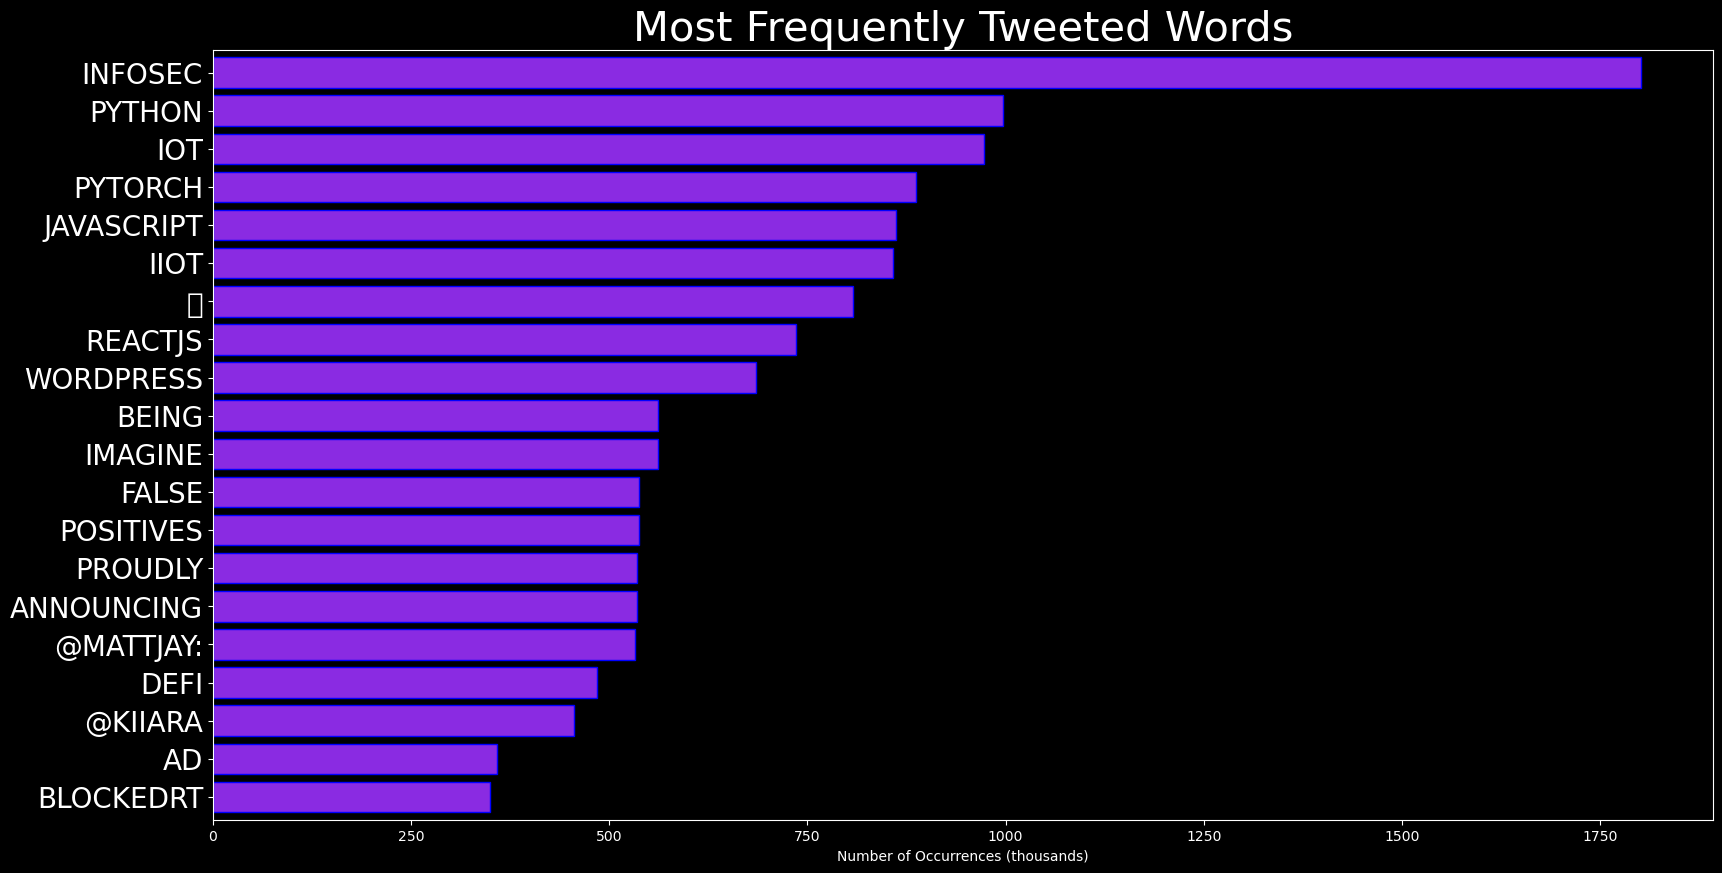 Most Frequently Tweeted Words
INFOSEC
PYTHON
IOT
PYTORCH
JAVASCRIPT
IIOT
REACTJS
WORDPRESS
BEING
IMAGINE
FALSE
POSITIVES
PROUDLY
ANNOUNCING
@MATTJAY:
DEFI
@KIIARA
AD
BLOCKEDRT
0 250 500 750 1000 1250 1500 1750
Number of Occurrences (thousands)